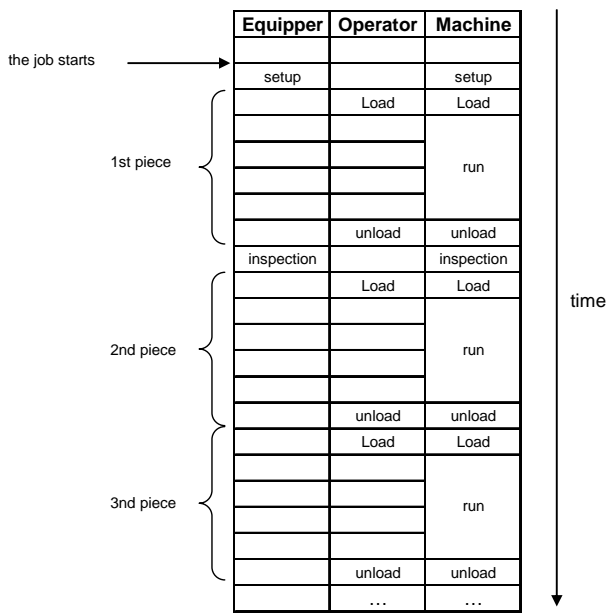 Equipper Operator Machine
the job starts
setup setup
Load Load
1st piece
run
unload unload
inspection inspection
Load Load
time
2nd piece
run
unload unload
Load Load
3nd piece
run
unload unload
… …